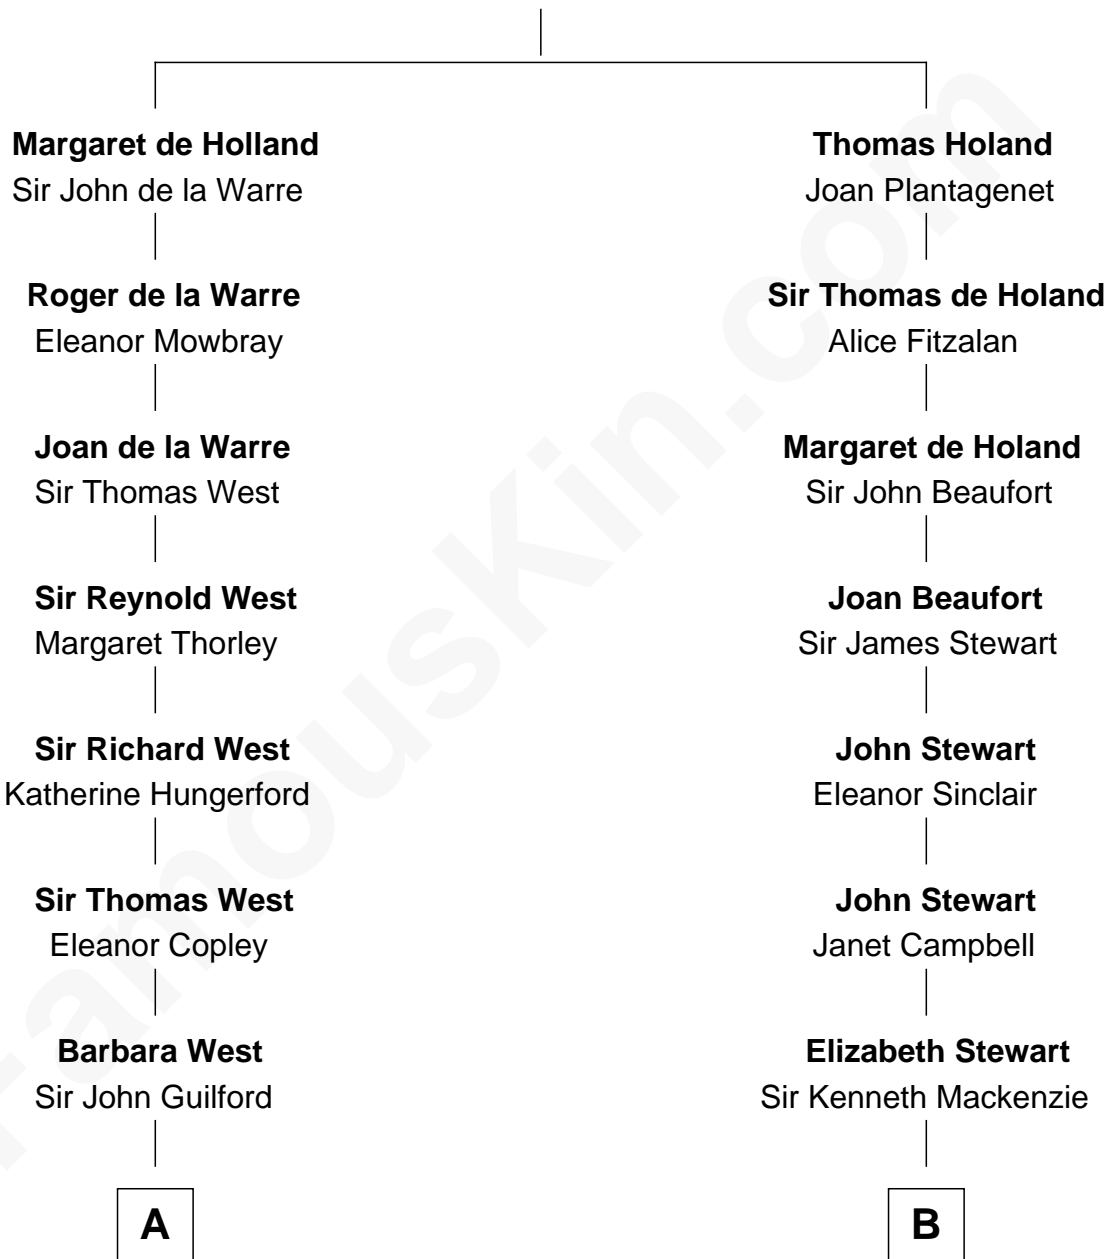 Margaret de Holland
Sir John de la Warre
Roger de la Warre
Eleanor Mowbray
Joan de la Warre
Sir Thomas West
Sir Reynold West
Margaret Thorley
Sir Richard West
Katherine Hungerford
Sir Thomas West
Eleanor Copley
Barbara West
Sir John Guilford
A
Thomas Holand
Joan Plantagenet
Sir Thomas de Holand
Alice Fitzalan
Margaret de Holand
Sir John Beaufort
Joan Beaufort
Sir James Stewart
John Stewart
Eleanor Sinclair
John Stewart
Janet Campbell
Elizabeth Stewart
Sir Kenneth Mackenzie
B
FamousKin.com